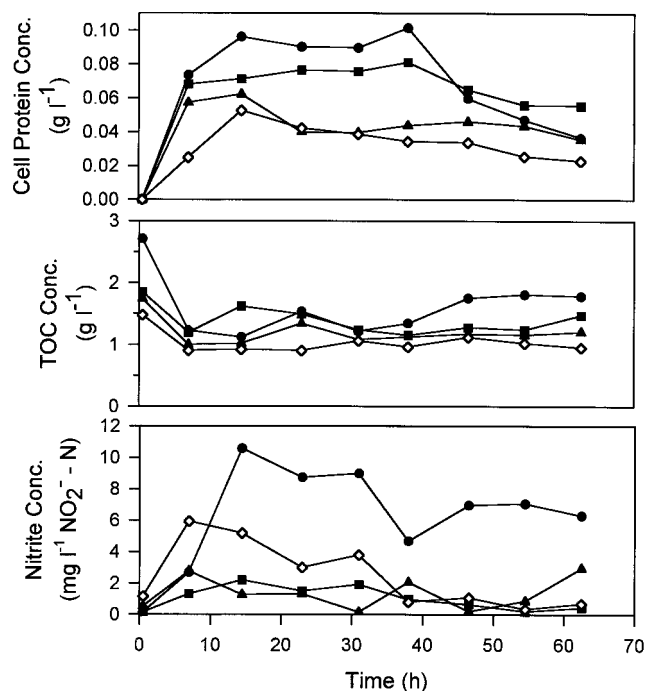 Cell Protein Conc.
(g l⁻¹)
0.10
0.08
0.06
0.04
0.02
0.00
TOC Conc.
(g l⁻¹)
3
2
1
0
Nitrite Conc.
(mg l⁻¹ NO₂⁻ - N)
12
10
8
6
4
2
0
0 10 20 30 40 50 60 70
Time (h)